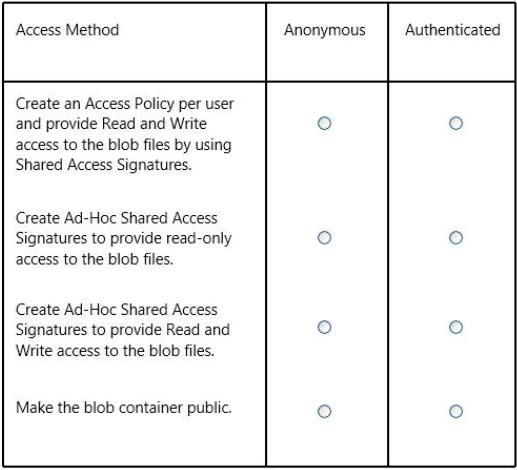 Access Method Anonymous Authenticated
Create an Access Policy per user
and provide Read and Write
access to the blob files by using
Shared Access Signatures.
Create Ad-Hoc Shared Access
Signatures to provide read-only
access to the blob files.
Create Ad-Hoc Shared Access
Signatures to provide Read and
Write access to the blob files.
Make the blob container public.